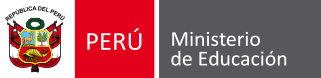 REPÚBLICA DEL PERÚ
PERÚ
Ministerio
de Educación